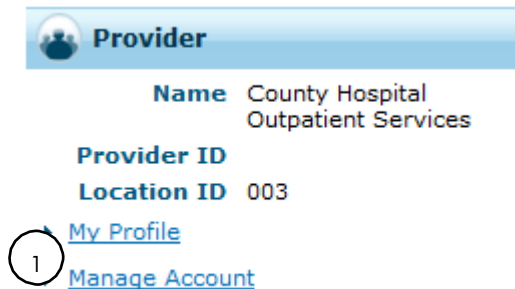 Provider
Name County Hospital
Outpatient Services
Provider ID
Location ID 003
My Profile
1
Manage Account